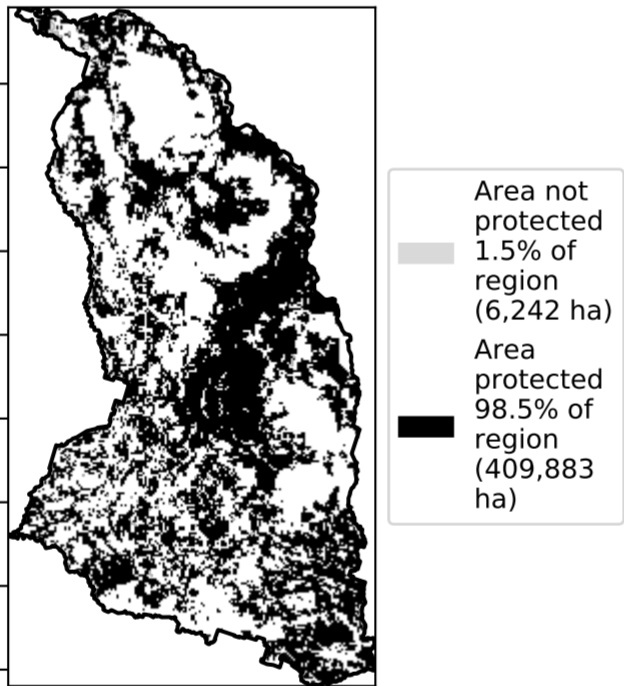 Area not
protected
1.5% of
region
(6,242 ha)
Area
protected
98.5% of
region
(409,883
ha)